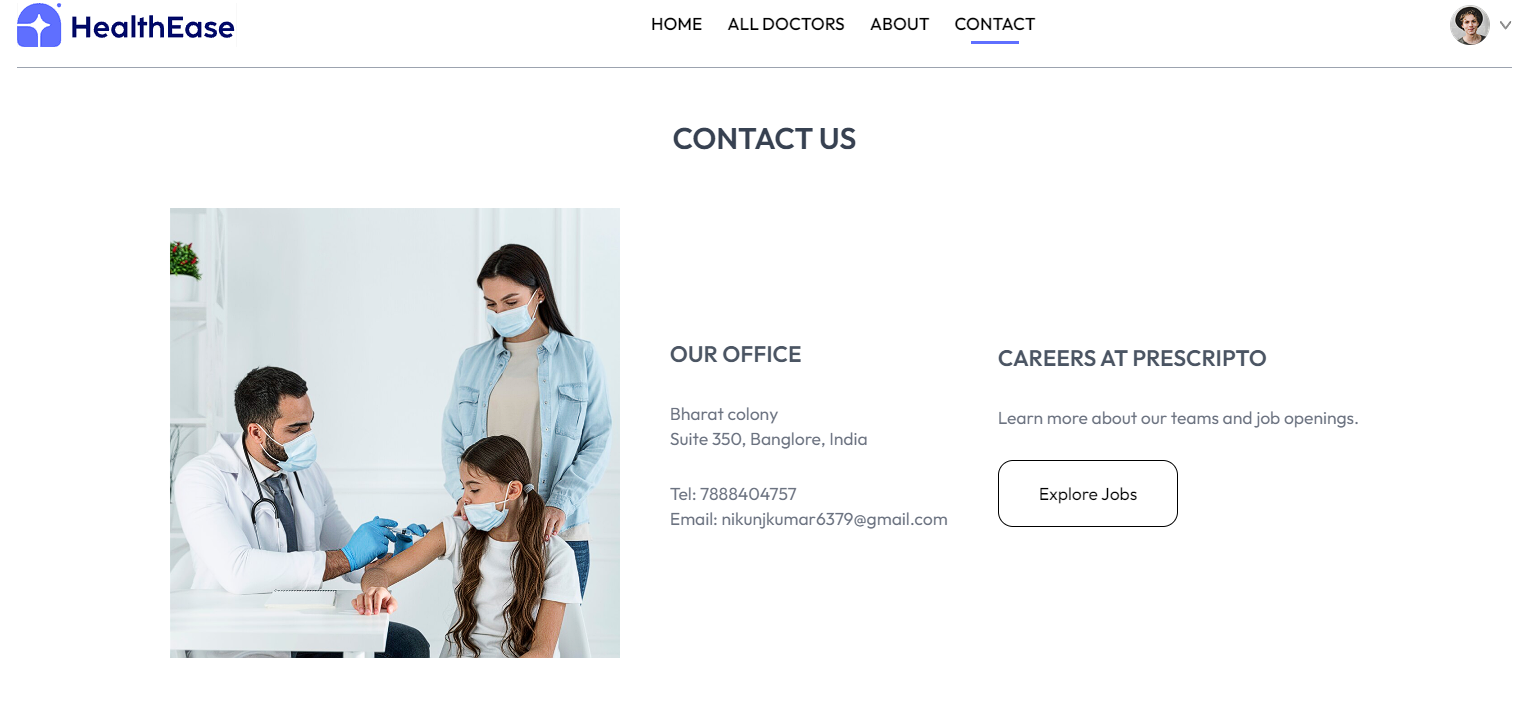 HealthEase
HOME ALL DOCTORS ABOUT CONTACT
CONTACT US
OUR OFFICE
Bharat colony
Suite 350, Banglore, India
Tel: 7888404757
Email: nikunjkumar6379@gmail.com
CAREERS AT PRESCRIPTO
Learn more about our teams and job openings.
Explore Jobs